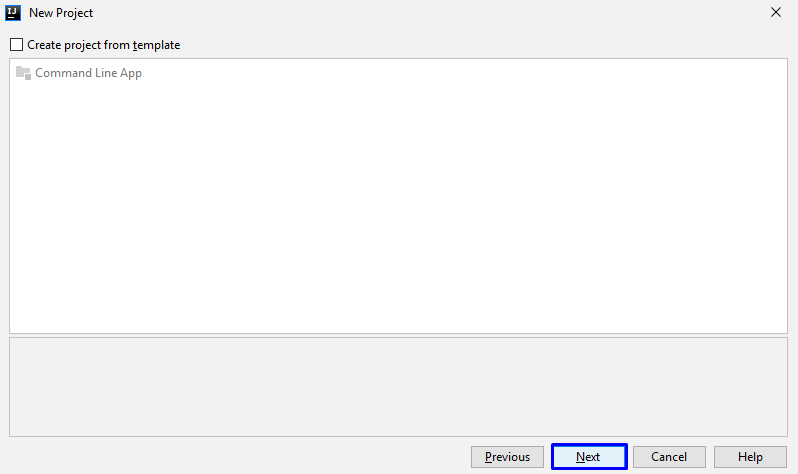 IJ New Project
Create project from template
Command Line App
Previous Next Cancel Help